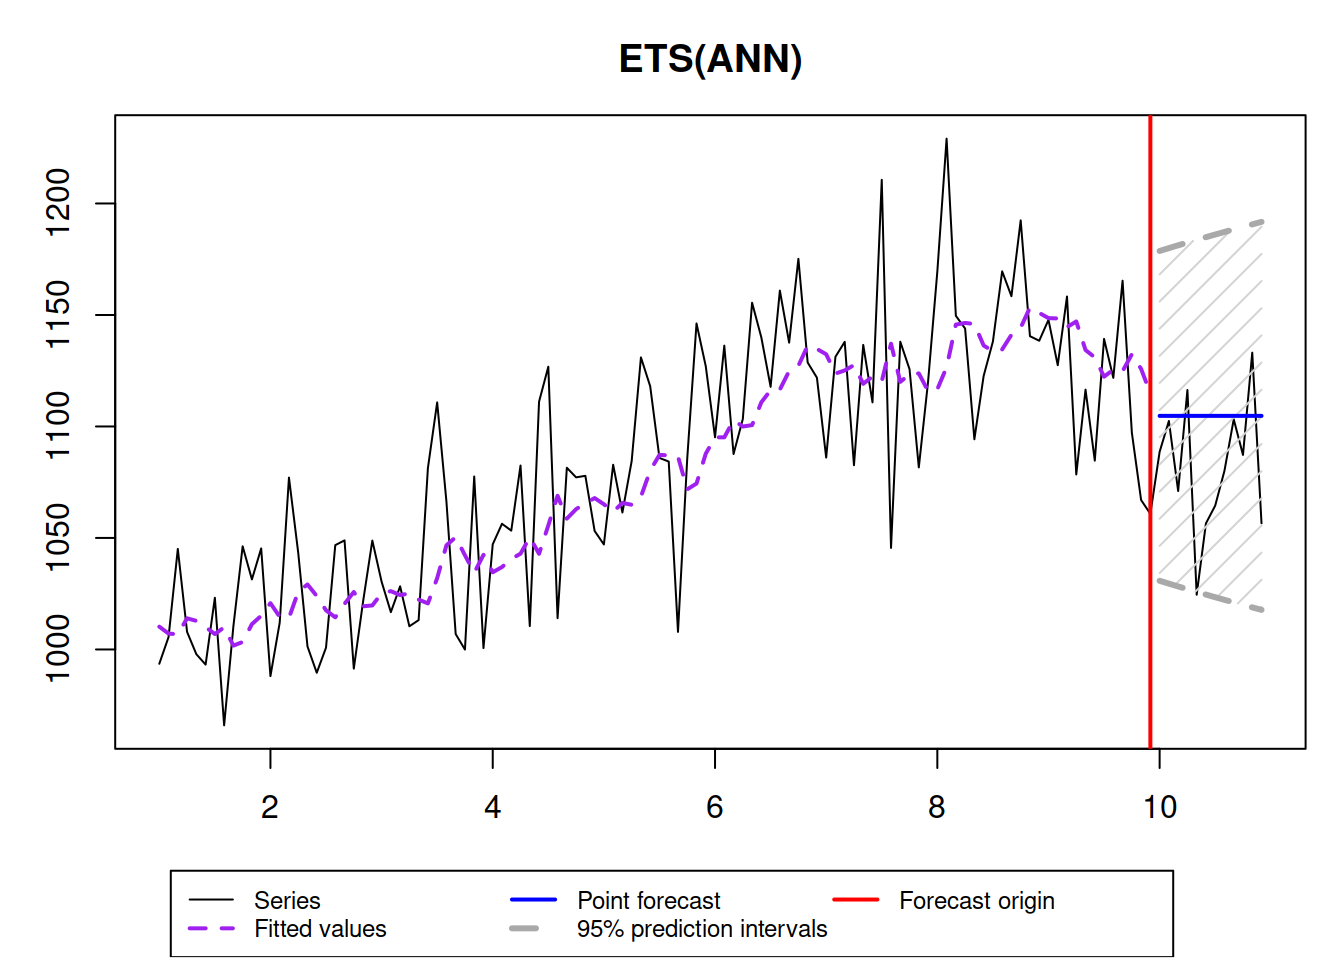 ETS(ANN)
1200
1150
1100
1050
1000
2 4 6 8 10
Series Point forecast Forecast origin
Fitted values 95% prediction intervals